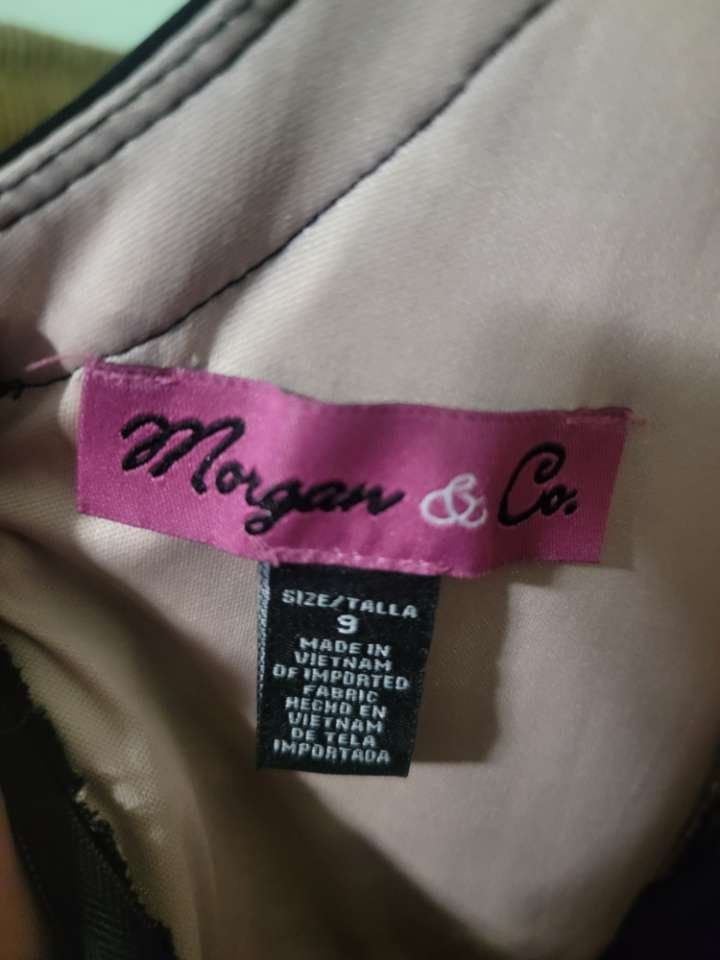 Morgan & Co.
SIZE/TALLA
9
MADE IN
VIETNAM
OF IMPORTED
FABRIC
HECHO EN
VIETNAM
DE TELA
IMPORTADA